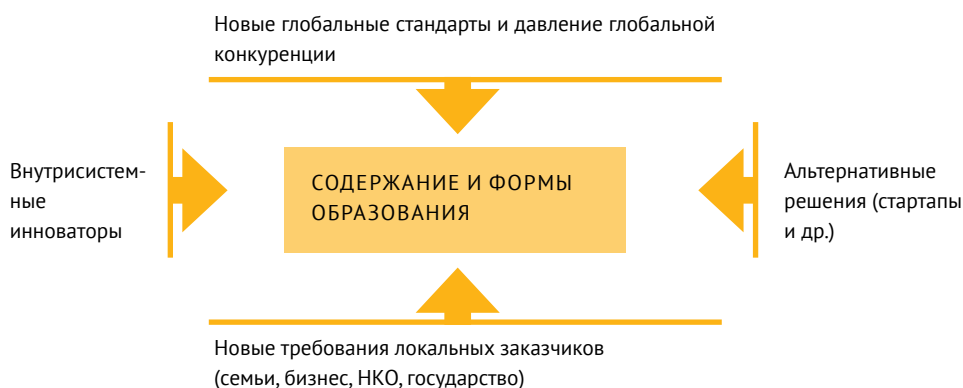 Новые глобальные стандарты и давление глобальной
конкуренции
Внутрисистем-
ные
инноваторы
СОДЕРЖАНИЕ И ФОРМЫ
ОБРАЗОВАНИЯ
Альтернативные
решения (стартапы
и др.)
Новые требования локальных заказчиков
(семьи, бизнес, НКО, государство)